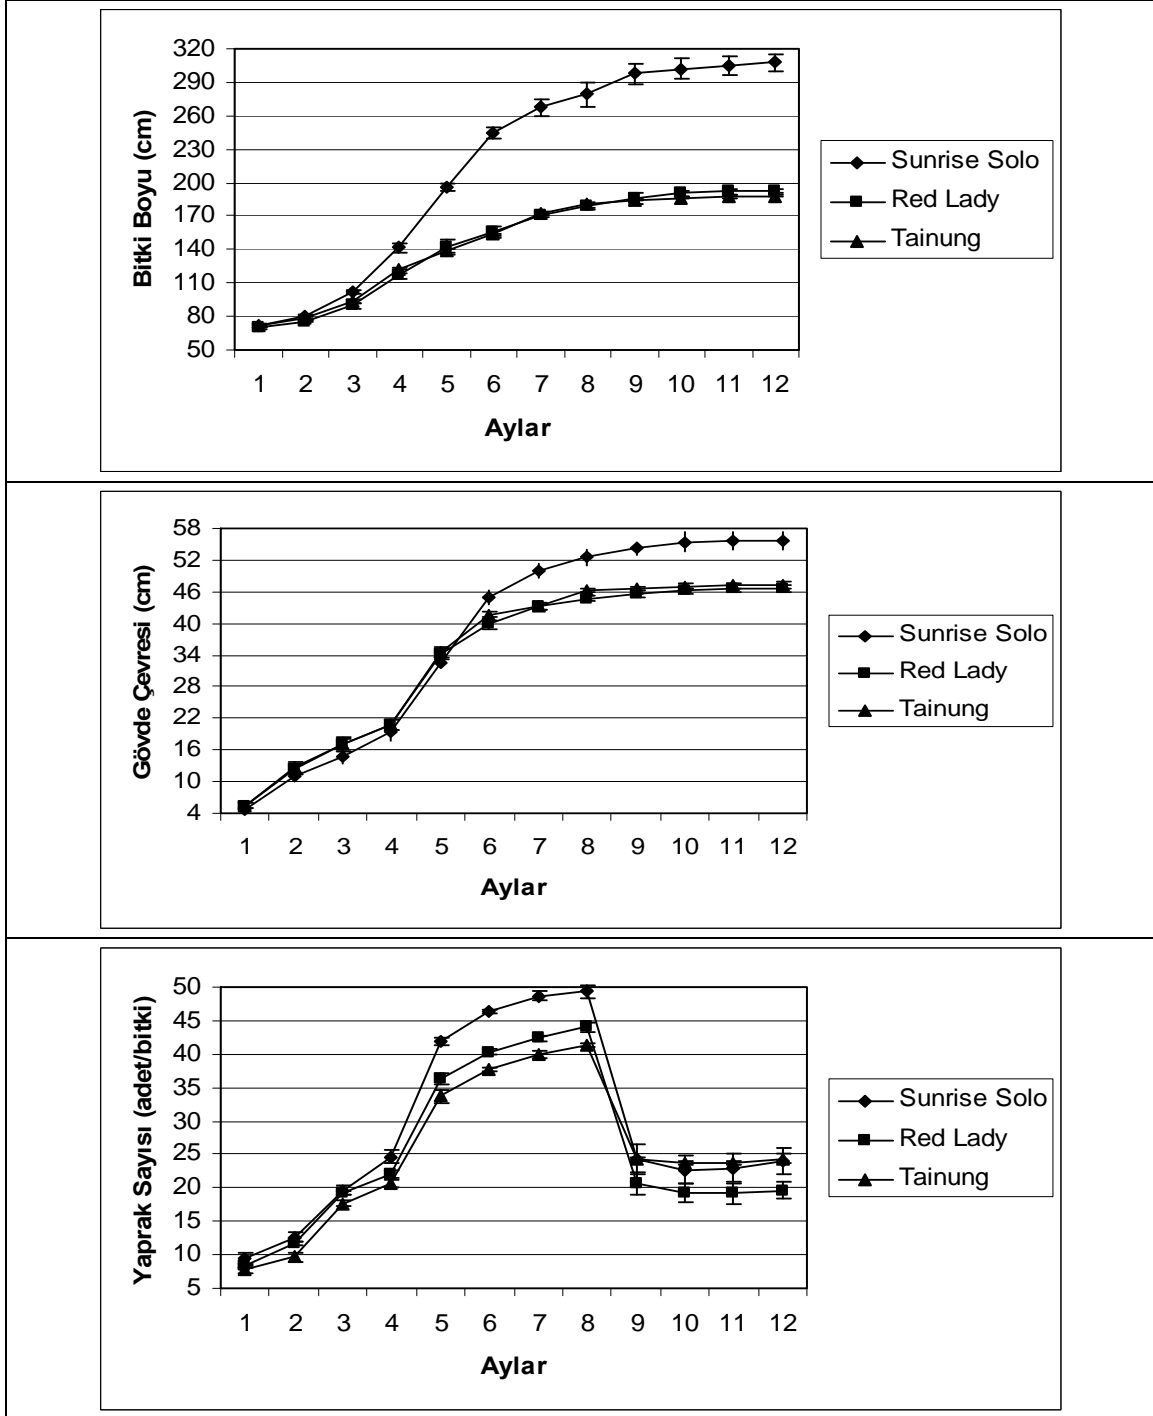 320
290
260
230
200
170
140
110
80
50
Bitki Boyu (cm)
1 2 3 4 5 6 7 8 9 10 11 12
Aylar
Sunrise Solo
Red Lady
Tainung
58
52
46
40
34
28
22
16
10
4
Gövde Çevresi (cm)
1 2 3 4 5 6 7 8 9 10 11 12
Aylar
Sunrise Solo
Red Lady
Tainung
50
45
40
35
30
25
20
15
10
5
Yaprak Sayısı (adet/bitki)
1 2 3 4 5 6 7 8 9 10 11 12
Aylar
Sunrise Solo
Red Lady
Tainung